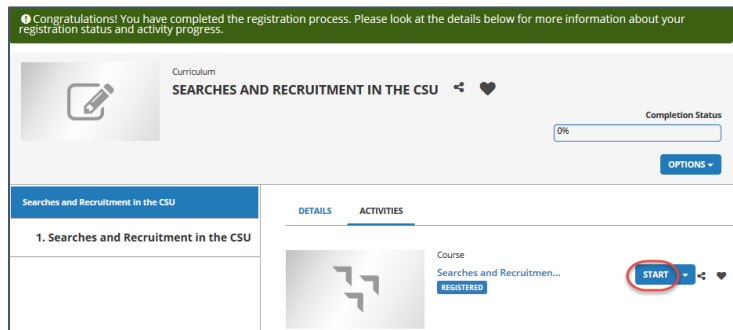 Congratulations! You have completed the registration process. Please look at the details below for more information about your
registration status and activity progress.
Curriculum
SEARCHES AND RECRUITMENT IN THE CSU
Completion Status
0%
OPTIONS
Searches and Recruitment in the CSU
1. Searches and Recruitment in the CSU
DETAILS ACTIVITIES
Course
Searches and Recruitmen...
REGISTERED
START